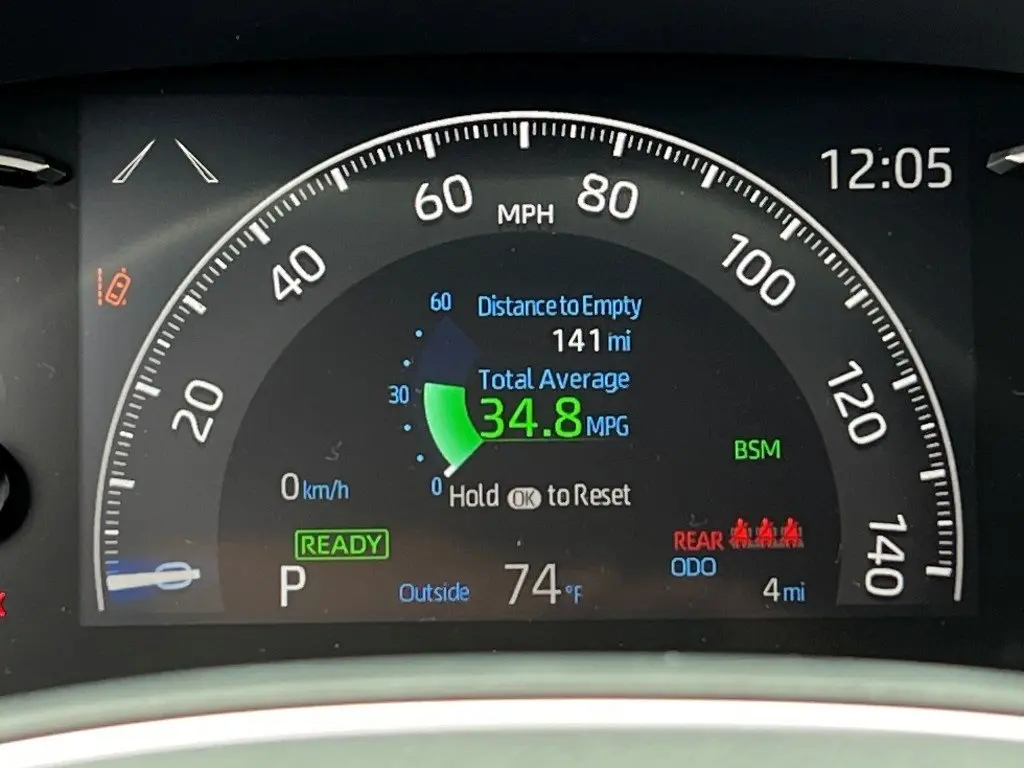 12:05
60 80
MPH
40 100
20 120
0 140
60 Distance to Empty
141 mi
Total Average
30
34.8 MPG
BSM
0 km/h
0 Hold OK to Reset
READY
REAR
P
Outside 74°F
ODO
4 mi